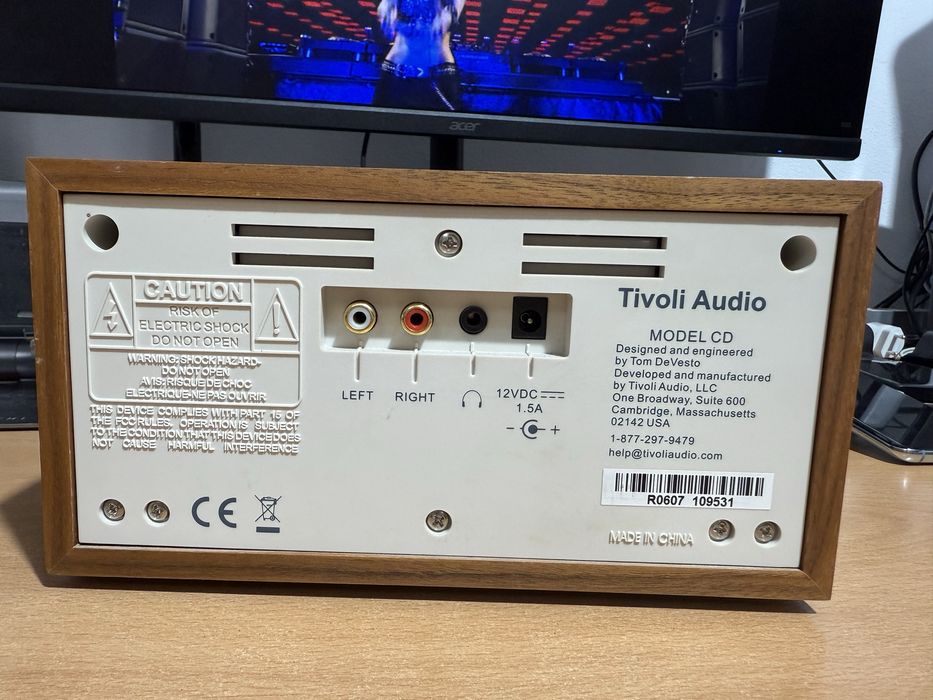 acer
CAUTION
RISK OF
ELECTRIC SHOCK
DO NOT OPEN
WARNING: SHOCK HAZARD-
DO NOT OPEN
AVIS: RISQUE DE CHOC
ELECTRIQUE-NE PAS OUVRIR
THIS DEVICE COMPLIES WITH PART 15 OF
THE FCC RULES. OPERATION IS SUBJECT
TO THE CONDITION THAT THIS DEVICE DOES
NOT CAUSE HARMFUL INTERFERENCE
CE
LEFT
RIGHT
12VDC
1.5A
- +
Tivoli Audio
MODEL CD
Designed and engineered
by Tom DeVesto
Developed and manufactured
by Tivoli Audio, LLC
One Broadway, Suite 600
Cambridge, Massachusetts
02142 USA
1-877-297-9479
help@tivoliaudio.com
R0607 109531
MADE IN CHINA